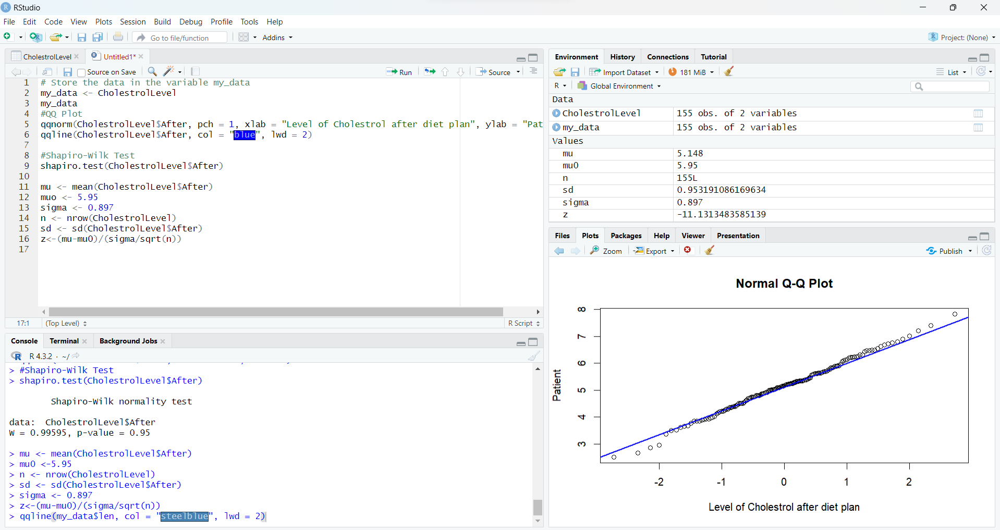 RStudio
File Edit Code View Plots Session Build Debug Profile Tools Help
Go to file/function Addins Project: (None)
CholestrolLevel Untitled1*
Source on Save Run Source
1 # Store the data in the variable my_data
2 my_data <- CholestrolLevel
3 my_data
4 #QQ Plot
5 qqnorm(CholestrolLevel$After, pch = 1, xlab = "Level of Cholestrol after diet plan", ylab = "Pat
6 qqline(CholestrolLevel$After, col = "blue", lwd = 2)
7
8 #Shapiro-Wilk Test
9 shapiro.test(CholestrolLevel$After)
10
11 mu <- mean(CholestrolLevel$After)
12 muo <- 5.95
13 sigma <- 0.897
14 n <- nrow(CholestrolLevel)
15 sd <- sd(CholestrolLevel$After)
16 z<-(mu-mu0)/(sigma/sqrt(n))
17
17:1 (Top Level) R Script
Console Terminal Background Jobs
R 4.3.2 · ~/
> #Shapiro-Wilk Test
> shapiro.test(CholestrolLevel$After)
Shapiro-Wilk normality test
data: CholestrolLevel$After
W = 0.99595, p-value = 0.95
> mu <- mean(CholestrolLevel$After)
> mu0 <-5.95
> n <- nrow(CholestrolLevel)
> sd <- sd(CholestrolLevel$After)
> sigma <- 0.897
> z<-(mu-mu0)/(sigma/sqrt(n))
> qqline(my_data$len, col = "steelblue", lwd = 2)
Environment History Connections Tutorial
Import Dataset 181 MiB List
R Global Environment
Data
CholestrolLevel 155 obs. of 2 variables
my_data 155 obs. of 2 variables
Values
mu 5.148
mu0 5.95
n 155L
sd 0.953191086169634
sigma 0.897
z -11.1313483585139
Files Plots Packages Help Viewer Presentation
Zoom Export Publish
Normal Q-Q Plot
Patient
8
7
6
5
4
3
-2 -1 0 1 2
Level of Cholestrol after diet plan